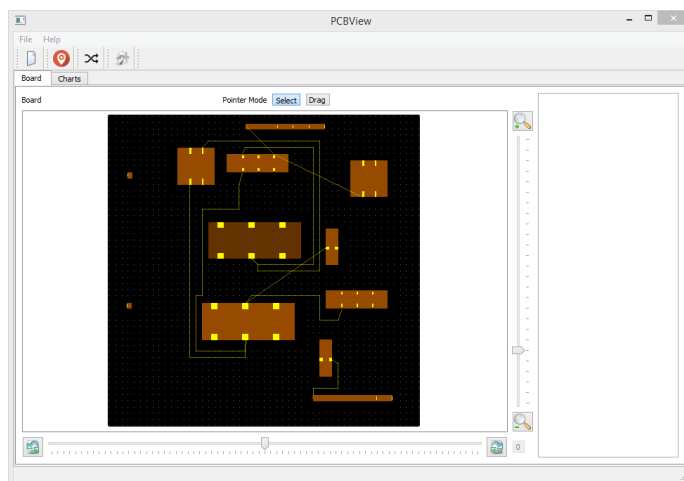 PCBView
File Help
Board Charts
Board Pointer Mode Select Drag
0